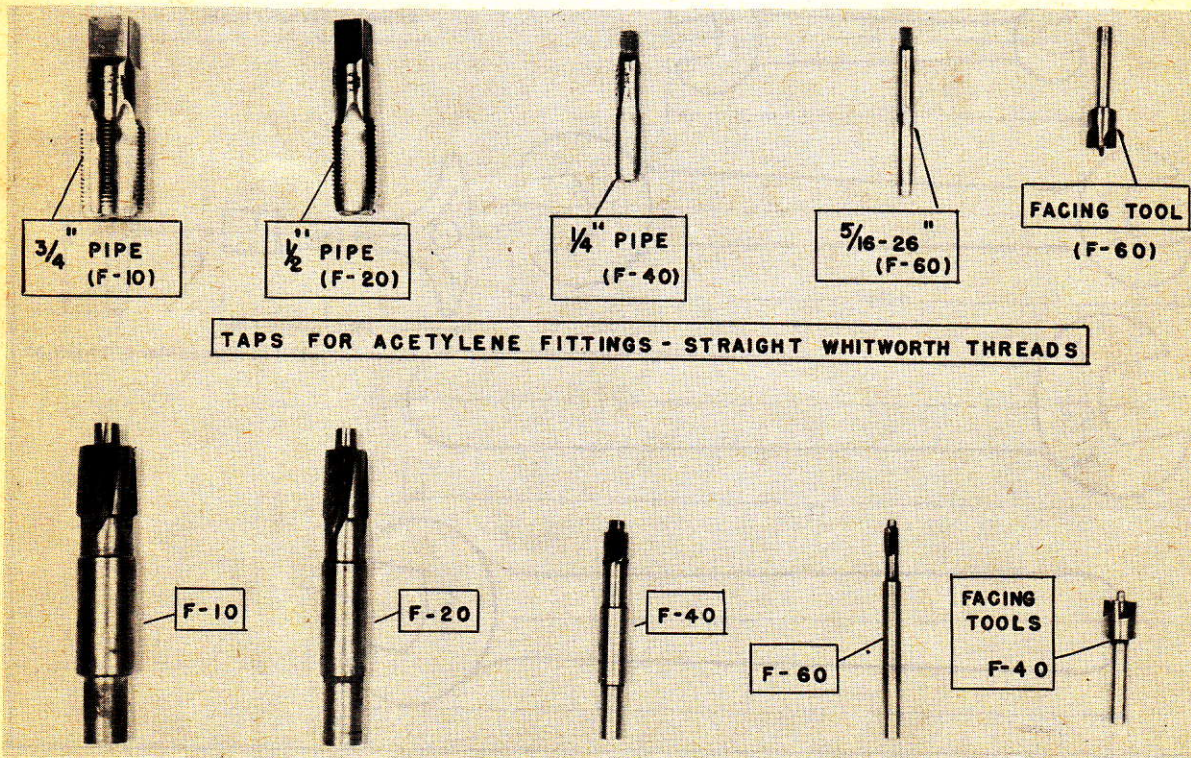 3/4" PIPE
(F-10)
1/2" PIPE
(F-20)
1/4" PIPE
(F-40)
5/16-26"
(F-60)
FACING TOOL
(F-60)
TAPS FOR ACETYLENE FITTINGS - STRAIGHT WHITWORTH THREADS
F-10
F-20
F-40
F-60
FACING
TOOLS
F-40